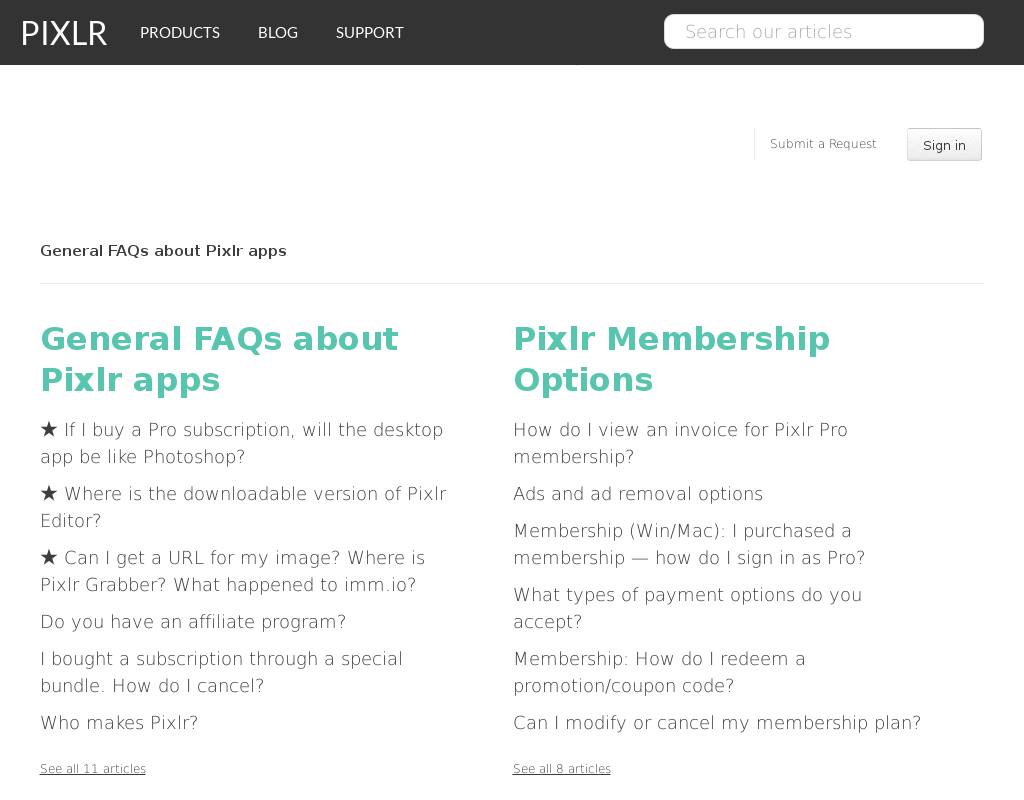 PIXLR PRODUCTS BLOG SUPPORT Search our articles
Submit a Request Sign in
General FAQs about Pixlr apps
General FAQs about
Pixlr apps
★ If I buy a Pro subscription, will the desktop
app be like Photoshop?
★ Where is the downloadable version of Pixlr
Editor?
★ Can I get a URL for my image? Where is
Pixlr Grabber? What happened to imm.io?
Do you have an affiliate program?
I bought a subscription through a special
bundle. How do I cancel?
Who makes Pixlr?
See all 11 articles
Pixlr Membership
Options
How do I view an invoice for Pixlr Pro
membership?
Ads and ad removal options
Membership (Win/Mac): I purchased a
membership — how do I sign in as Pro?
What types of payment options do you
accept?
Membership: How do I redeem a
promotion/coupon code?
Can I modify or cancel my membership plan?
See all 8 articles